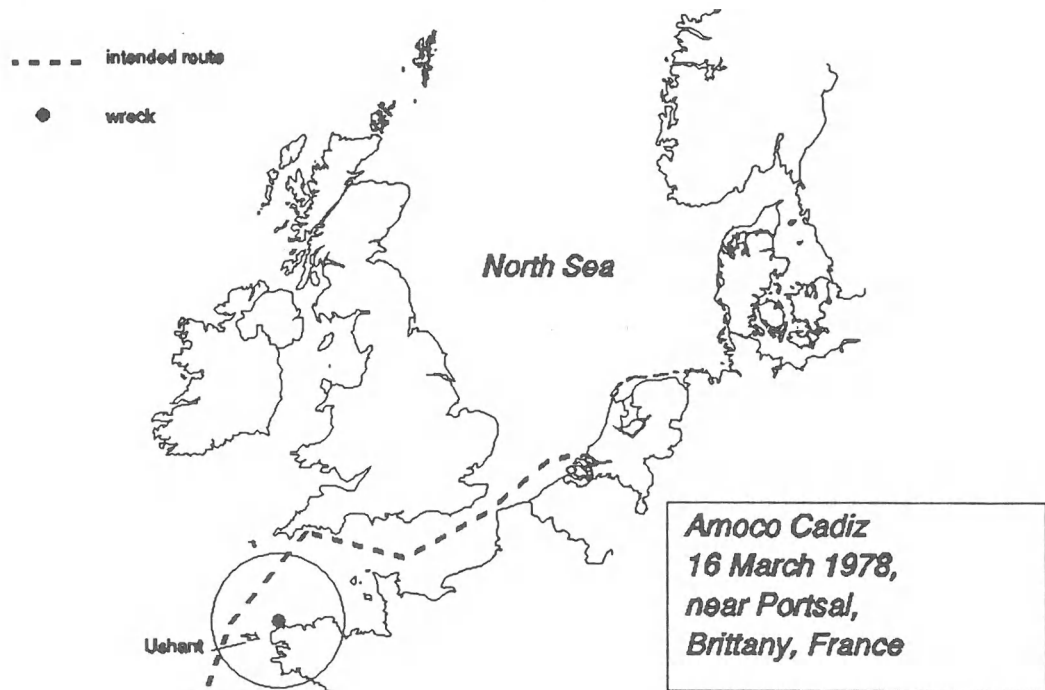 intended route
wreck
North Sea
Ushant
Amoco Cadiz
16 March 1978,
near Portsal,
Brittany, France